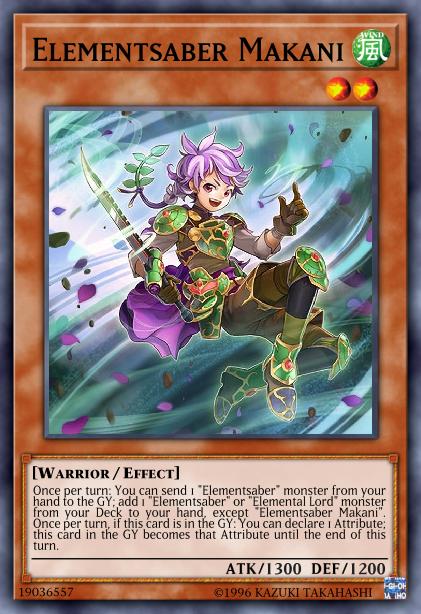 ELEMENTSABER MAKANI
WIND
風
[WARRIOR / EFFECT]
Once per turn: You can send 1 "Elementsaber" monster from your
hand to the GY; add 1 "Elementsaber" or "Elemental Lord" monster
from your Deck to your hand, except "Elementsaber Makani".
Once per turn, if this card is in the GY: You can declare 1 Attribute;
this card in the GY becomes that Attribute until the end of this
turn.
ATK/1300 DEF/1200
19036557
©1996 KAZUKI TAKAHASHI